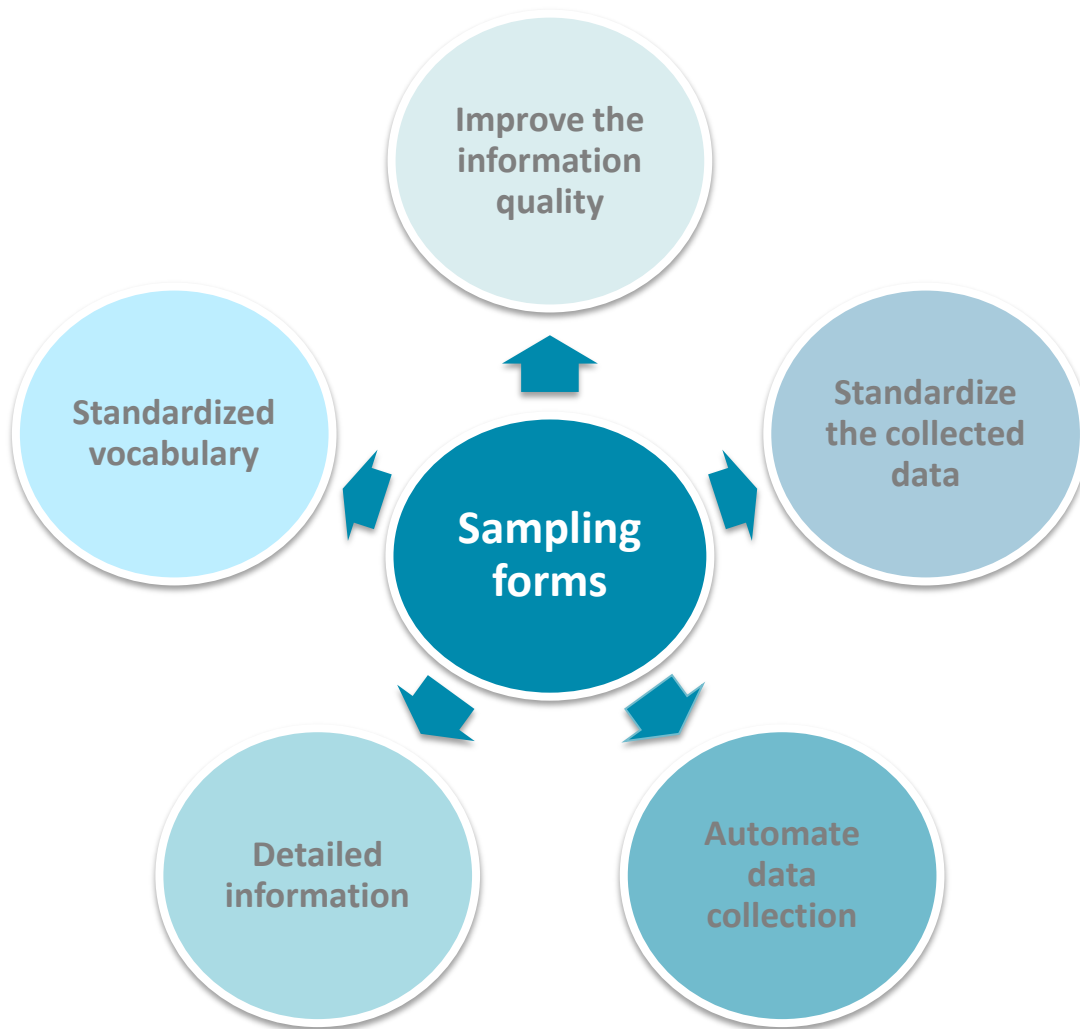 Improve the
information
quality
Standardized
vocabulary
Standardize
the collected
data
Sampling
forms
Detailed
information
Automate
data
collection